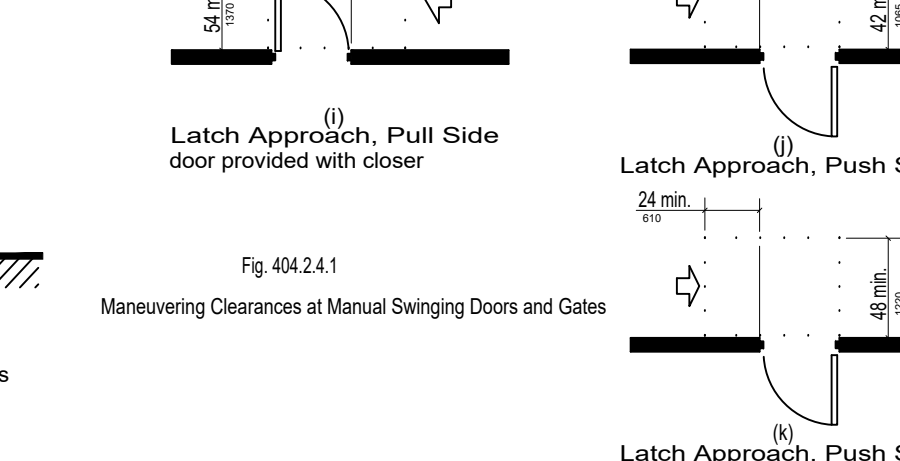 54 m
1370
42 m
1065
(i)
Latch Approach, Pull Side
door provided with closer
(j)
Latch Approach, Push S
24 min.
610
Fig. 404.2.4.1
Maneuvering Clearances at Manual Swinging Doors and Gates
48 min.
1220
s
(k)
Latch Approach, Push S